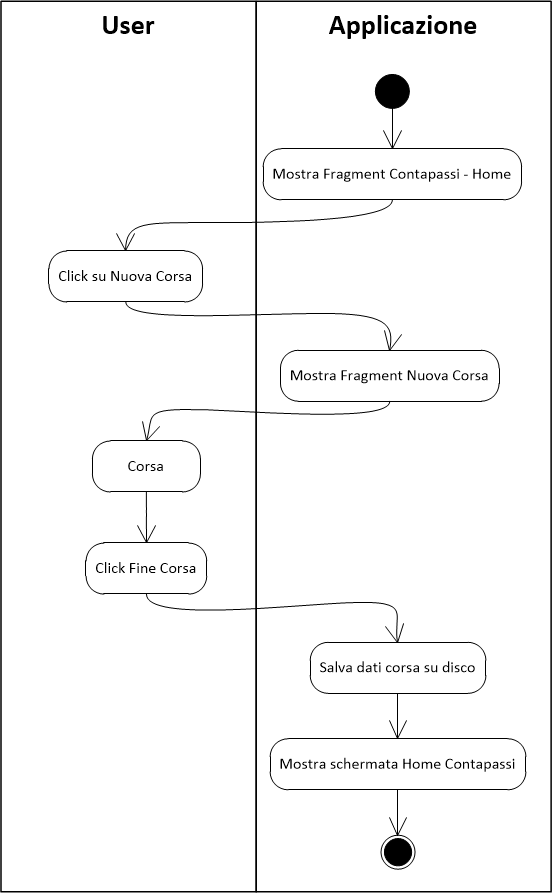 User
Applicazione
Mostra Fragment Contapassi - Home
Click su Nuova Corsa
Mostra Fragment Nuova Corsa
Corsa
Click Fine Corsa
Salva dati corsa su disco
Mostra schermata Home Contapassi